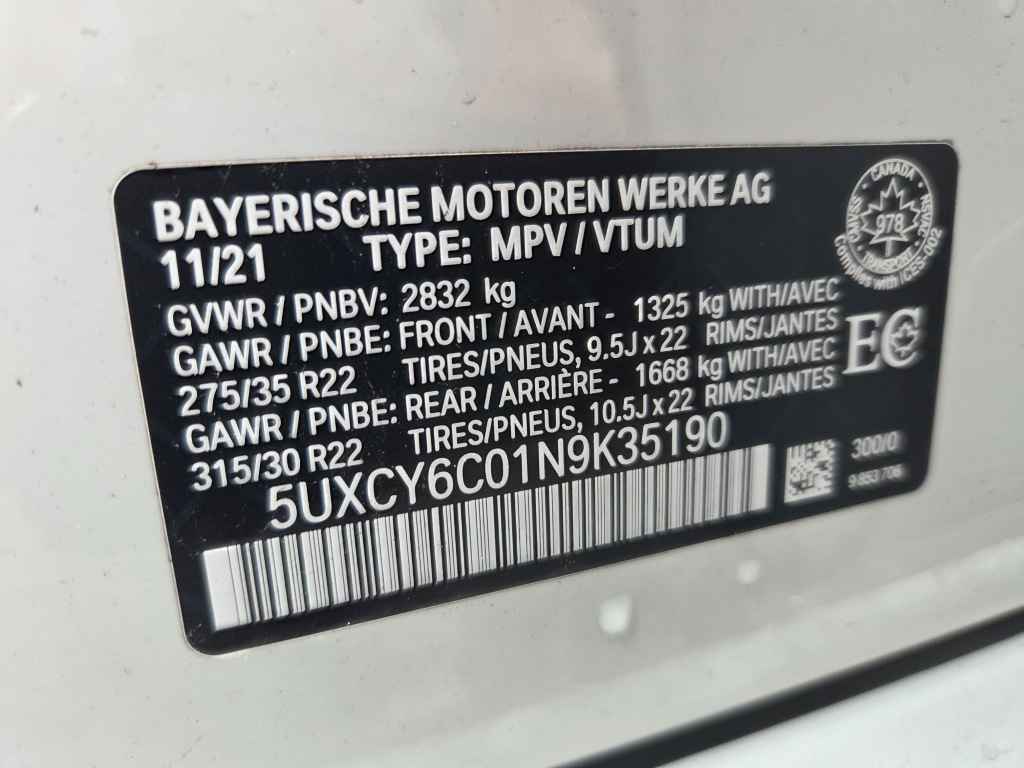 BAYERISCHE MOTOREN WERKE AG
11/21 TYPE: MPV / VTUM
GVWR / PNBV: 2832 kg
GAWR / PNBE: FRONT / AVANT - 1325 kg WITH/AVEC
275/35 R22 TIRES/PNEUS, 9.5J x 22 RIMS/JANTES
GAWR / PNBE: REAR / ARRIÈRE - 1668 kg WITH/AVEC
315/30 R22 TIRES/PNEUS, 10.5J x 22 RIMS/JANTES
5UXCY6C01N9K35190
CANADA
978
CMVSS
NSVAC
TRANSPORT
Complies with ICES-002
EC
300/0
9 853 706